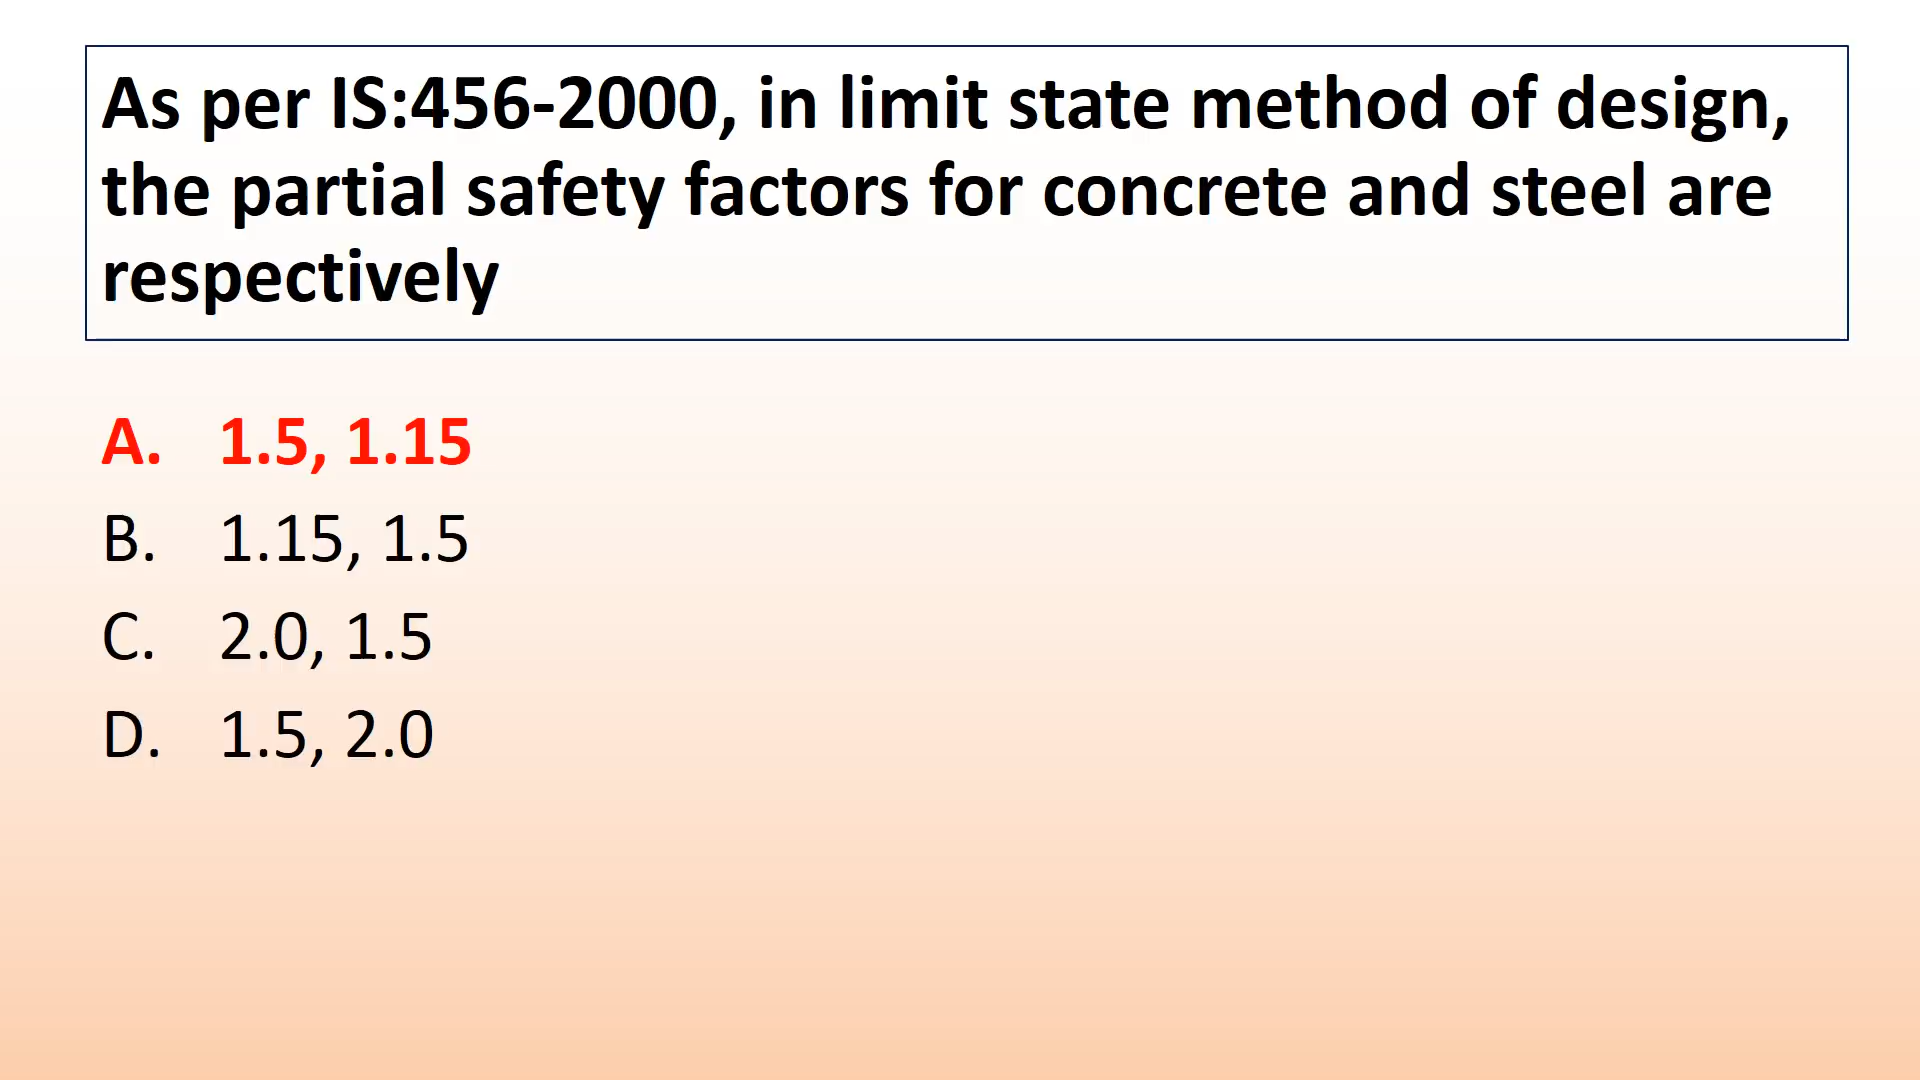 As per IS:456-2000, in limit state method of design,
the partial safety factors for concrete and steel are
respectively
A. 1.5, 1.15
B. 1.15, 1.5
C. 2.0, 1.5
D. 1.5, 2.0